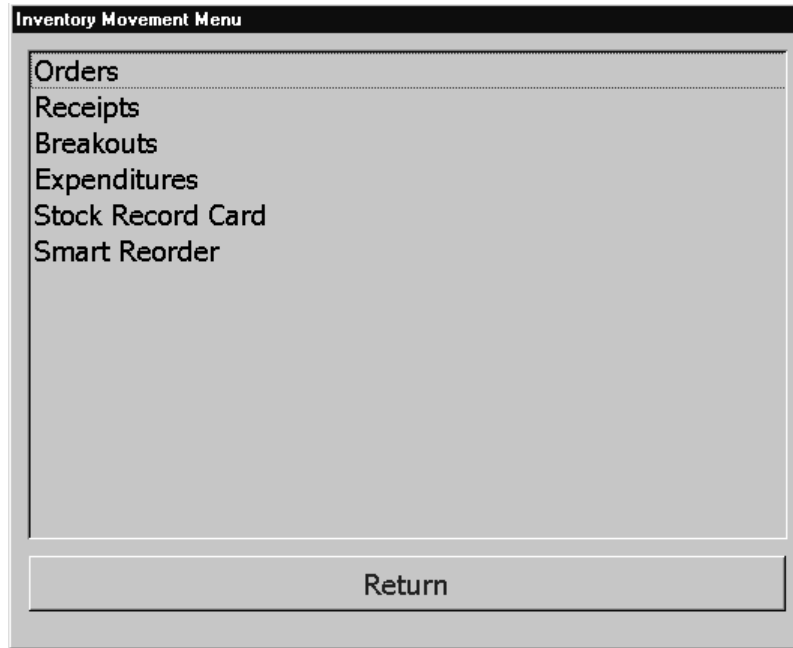 Inventory Movement Menu
Orders
Receipts
Breakouts
Expenditures
Stock Record Card
Smart Reorder
Return